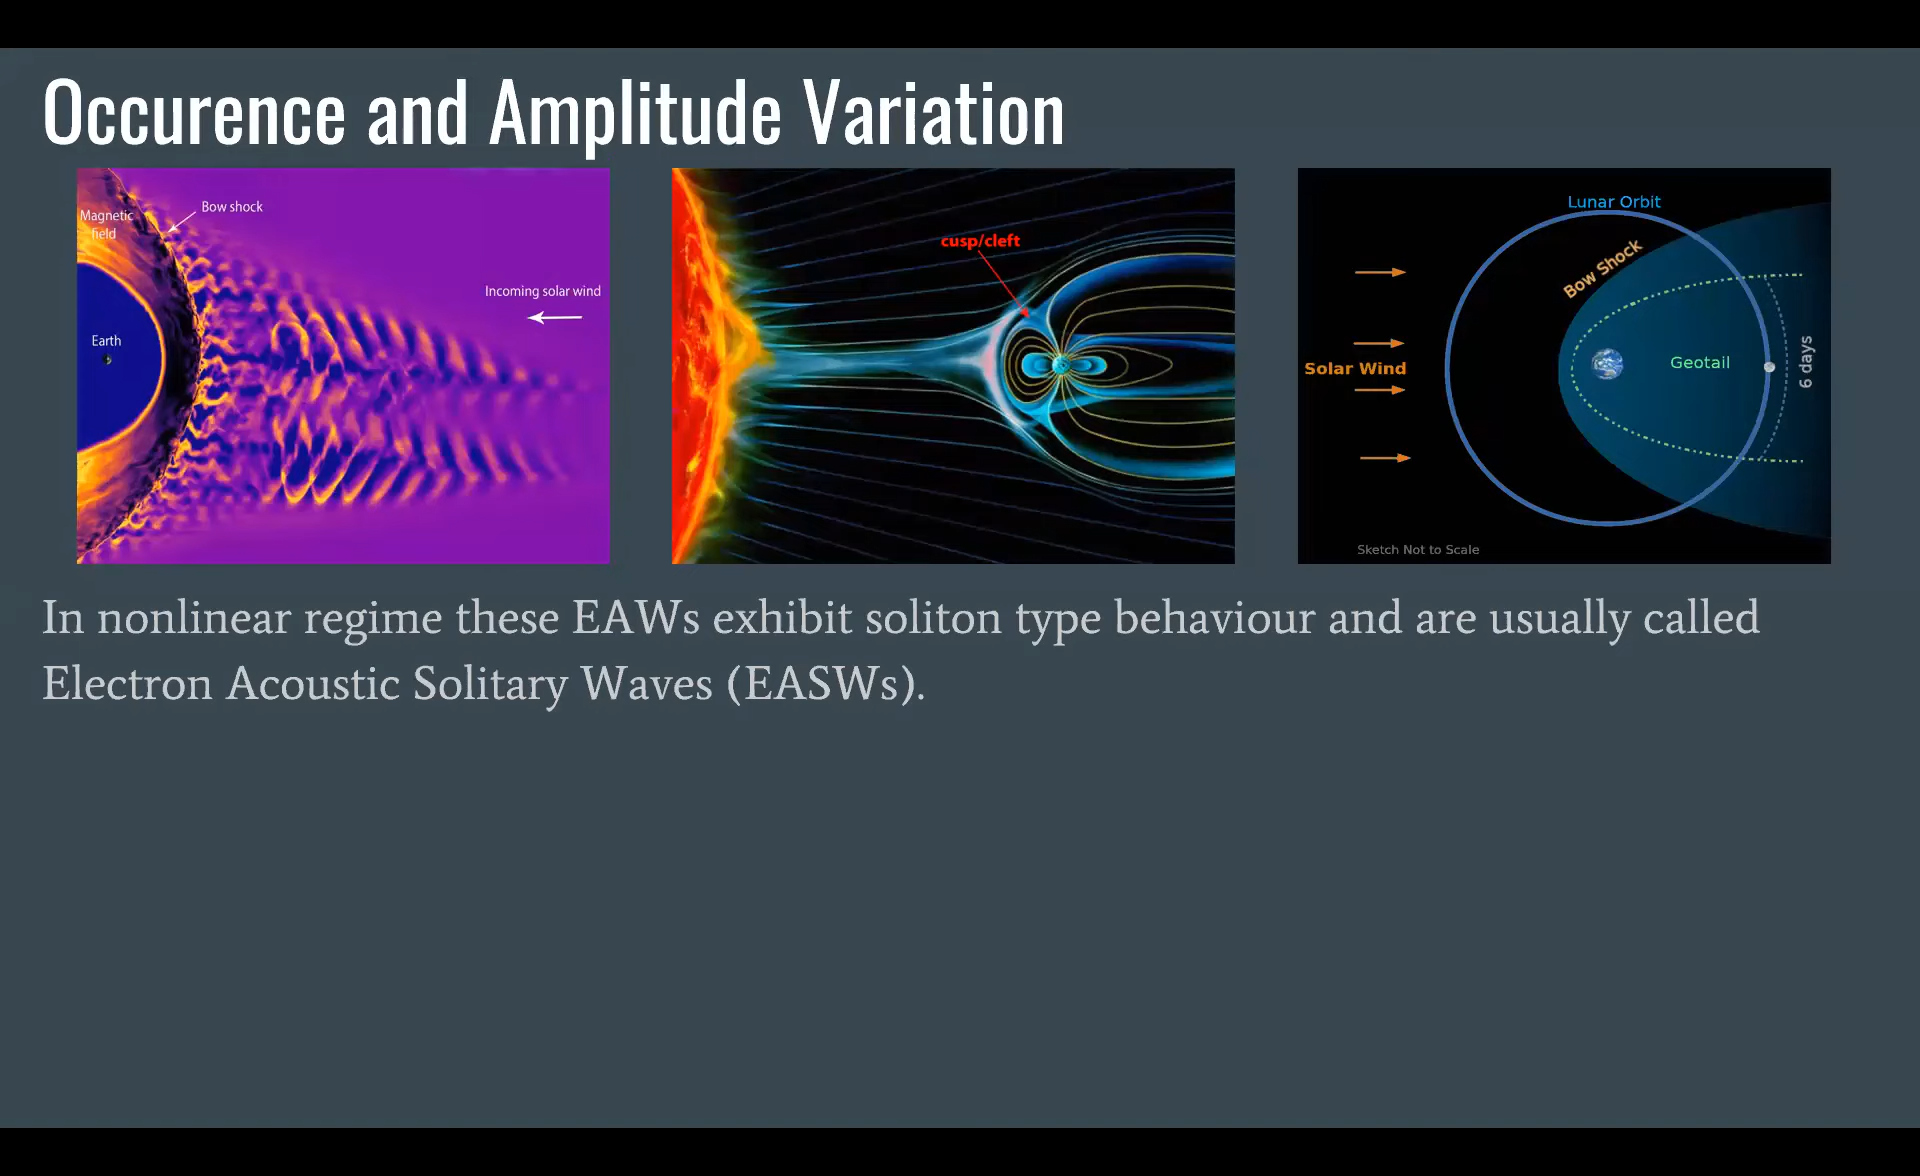 Occurence and Amplitude Variation
Magnetic
field
Bow shock
Incoming solar wind
Earth
cusp/cleft
Lunar Orbit
Bow Shock
Solar Wind
Geotail
6 days
Sketch Not to Scale
In nonlinear regime these EAWs exhibit soliton type behaviour and are usually called
Electron Acoustic Solitary Waves (EASWs).